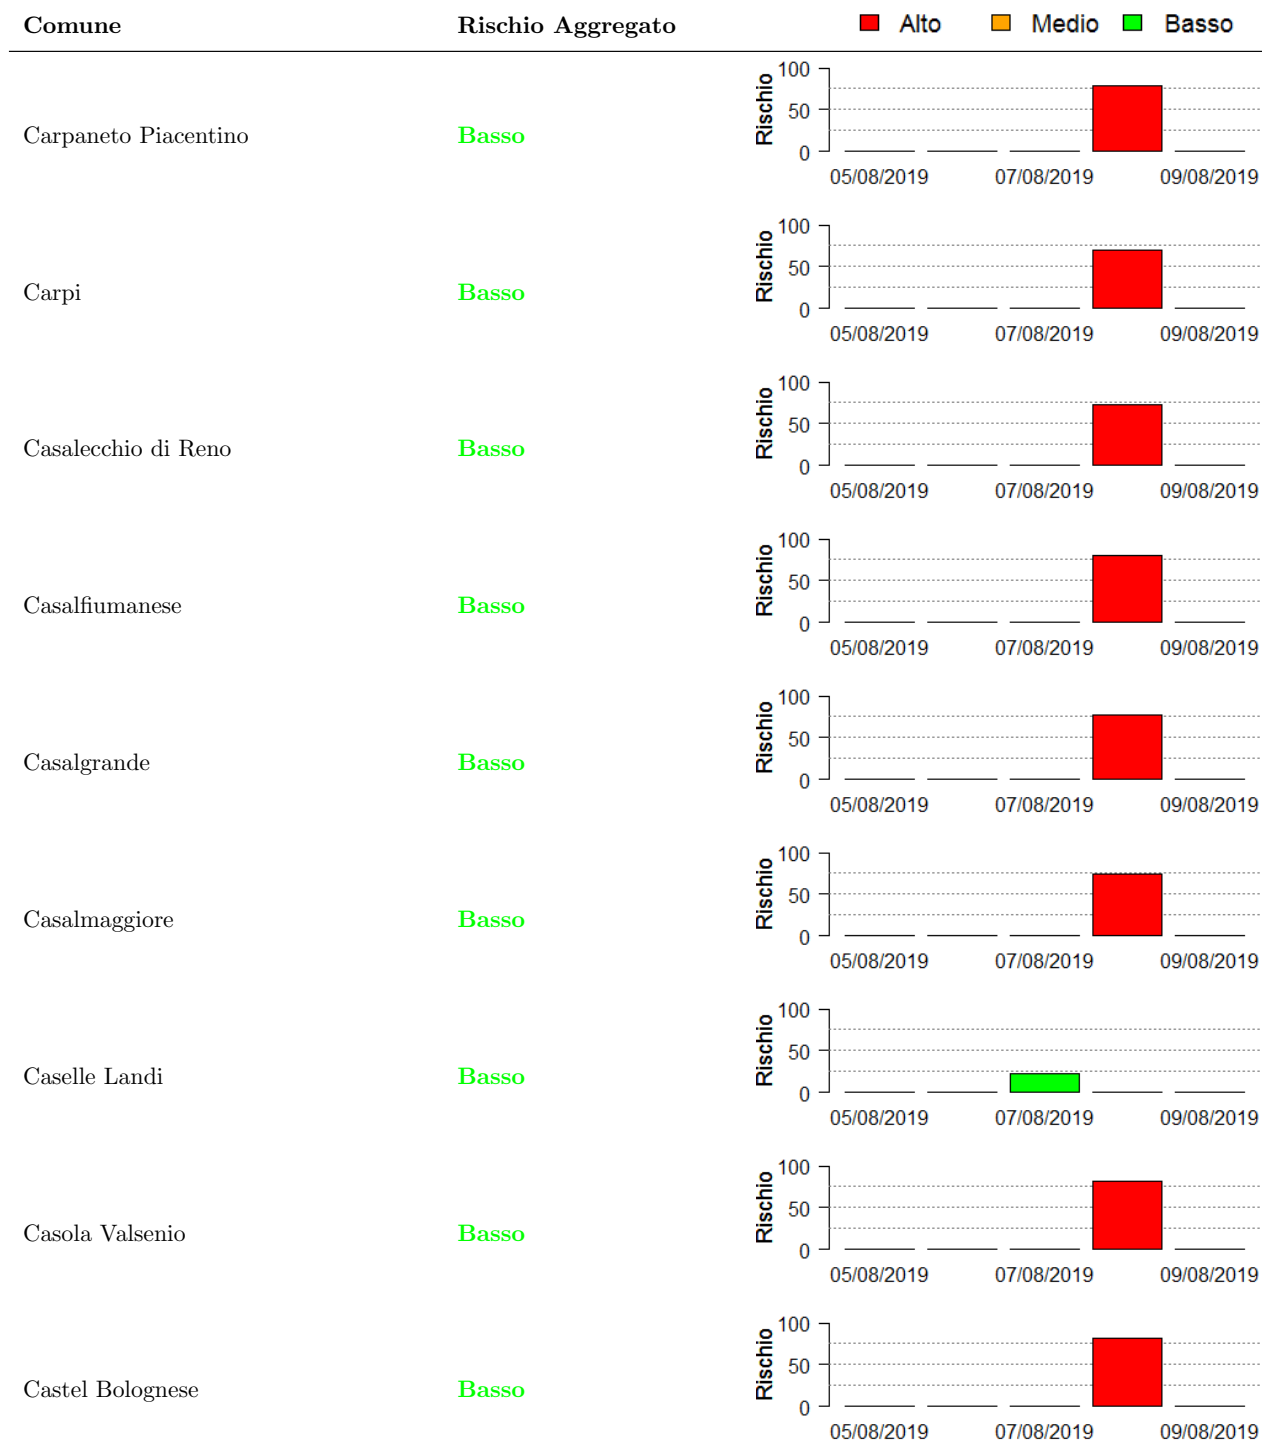 Comune Rischio Aggregato Alto Medio Basso
Carpaneto Piacentino Basso
Rischio
100
50
0
05/08/2019 07/08/2019 09/08/2019
Carpi Basso
Rischio
100
50
0
05/08/2019 07/08/2019 09/08/2019
Casalecchio di Reno Basso
Rischio
100
50
0
05/08/2019 07/08/2019 09/08/2019
Casalfiumanese Basso
Rischio
100
50
0
05/08/2019 07/08/2019 09/08/2019
Casalgrande Basso
Rischio
100
50
0
05/08/2019 07/08/2019 09/08/2019
Casalmaggiore Basso
Rischio
100
50
0
05/08/2019 07/08/2019 09/08/2019
Caselle Landi Basso
Rischio
100
50
0
05/08/2019 07/08/2019 09/08/2019
Casola Valsenio Basso
Rischio
100
50
0
05/08/2019 07/08/2019 09/08/2019
Castel Bolognese Basso
Rischio
100
50
0
05/08/2019 07/08/2019 09/08/2019